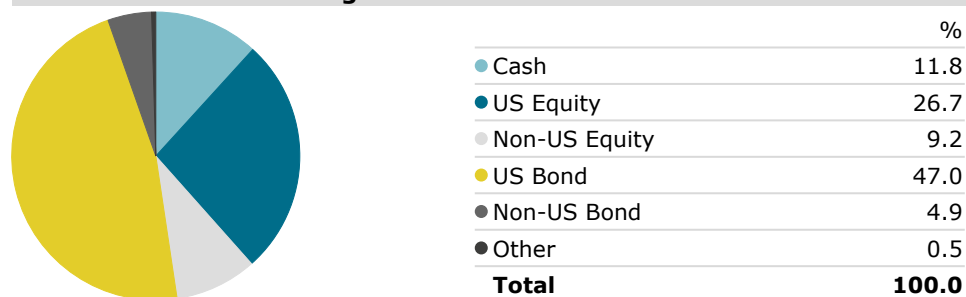 %
Cash 11.8
US Equity 26.7
Non-US Equity 9.2
US Bond 47.0
Non-US Bond 4.9
Other 0.5
Total 100.0